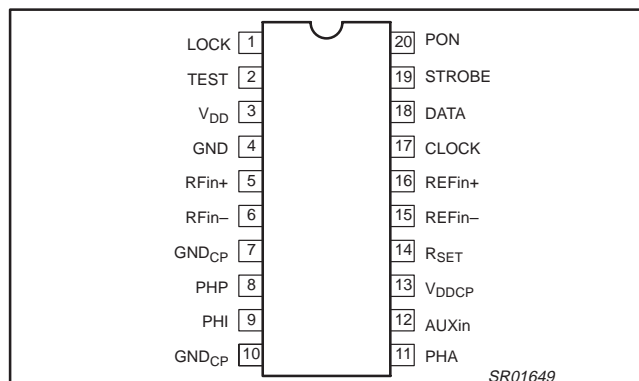 LOCK 1 20 PON
TEST 2 19 STROBE
VDD 3 18 DATA
GND 4 17 CLOCK
RFin+ 5 16 REFin+
RFin– 6 15 REFin–
GNDCP 7 14 RSET
PHP 8 13 VDDCP
PHI 9 12 AUXin
GNDCP 10 11 PHA
SR01649